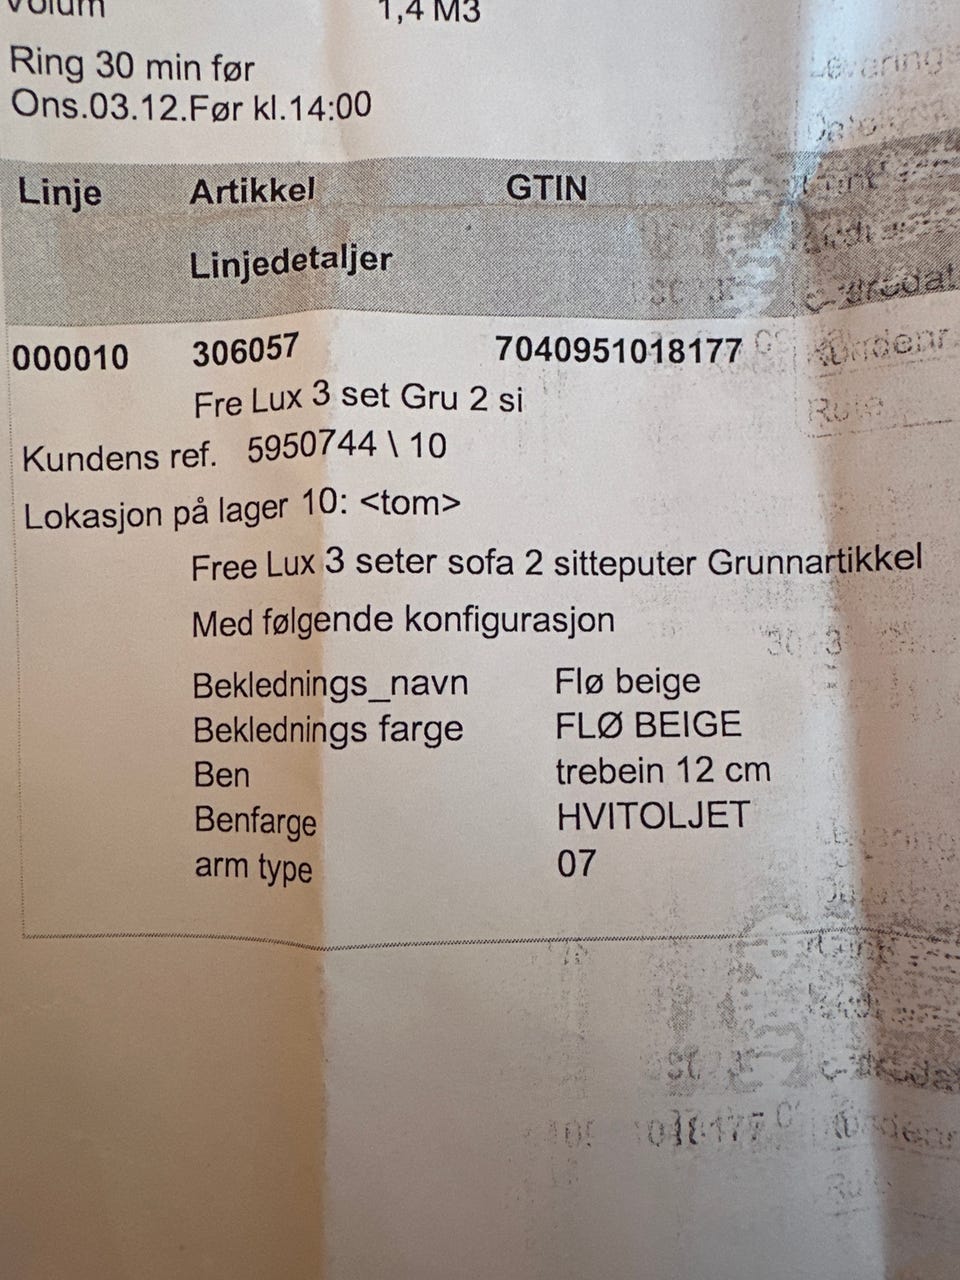 Volum 1,4 M3
Ring 30 min før
Ons.03.12.Før kl.14:00
Linje Artikkel GTIN
Linjedetaljer
000010 306057 7040951018177
Fre Lux 3 set Gru 2 si
Kundens ref. 5950744 \ 10
Lokasjon på lager 10: <tom>
Free Lux 3 seter sofa 2 sitteputer Grunnartikkel
Med følgende konfigurasjon
Beklednings_navn Flø beige
Beklednings farge FLØ BEIGE
Ben trebein 12 cm
Benfarge HVITOLJET
arm type 07